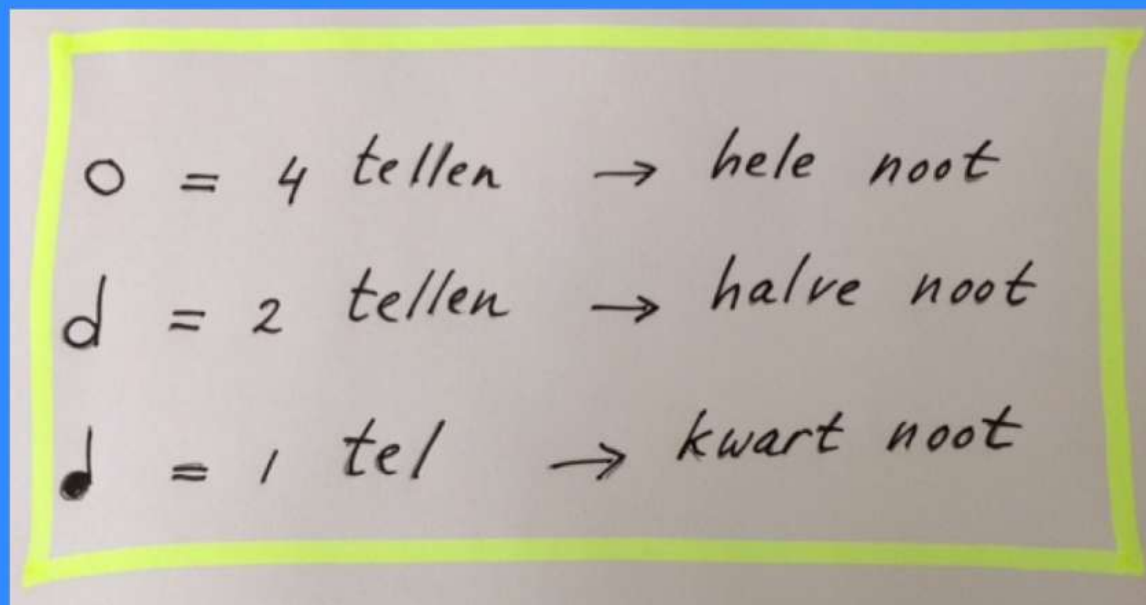 𝅝 = 4 tellen → hele noot
𝅗𝅥 = 2 tellen → halve noot
𝅘𝅥 = 1 tel → kwart noot